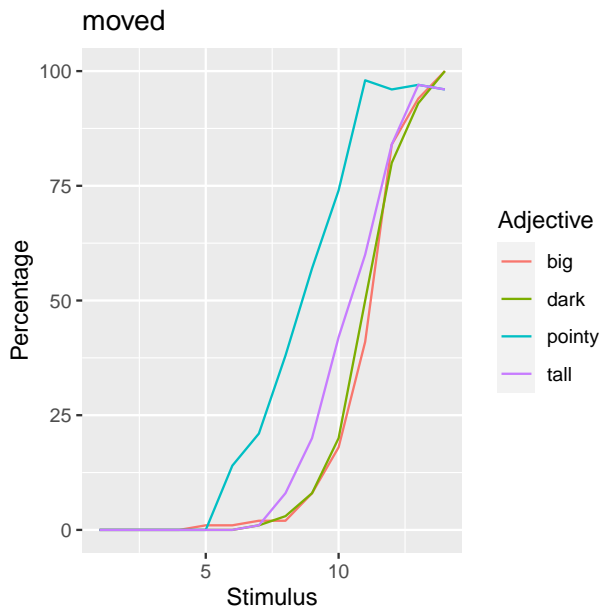 moved
100
75
50
25
0
Percentage
5
10
Stimulus
Adjective
big
dark
pointy
tall